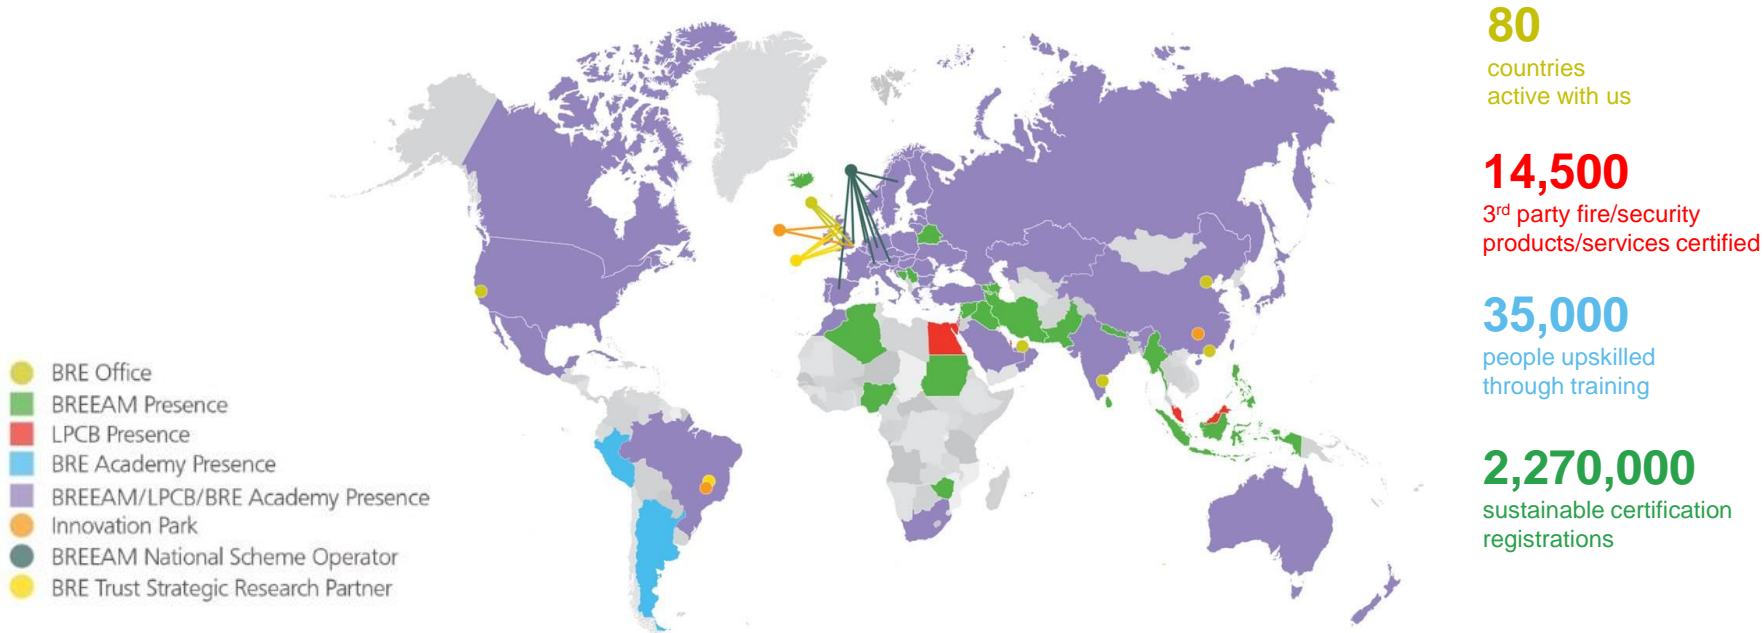 BRE Office
BREEAM Presence
LPCB Presence
BRE Academy Presence
BREEAM/LPCB/BRE Academy Presence
Innovation Park
BREEAM National Scheme Operator
BRE Trust Strategic Research Partner
80
countries
active with us
14,500
3rd party fire/security
products/services certified
35,000
people upskilled
through training
2,270,000
sustainable certification
registrations